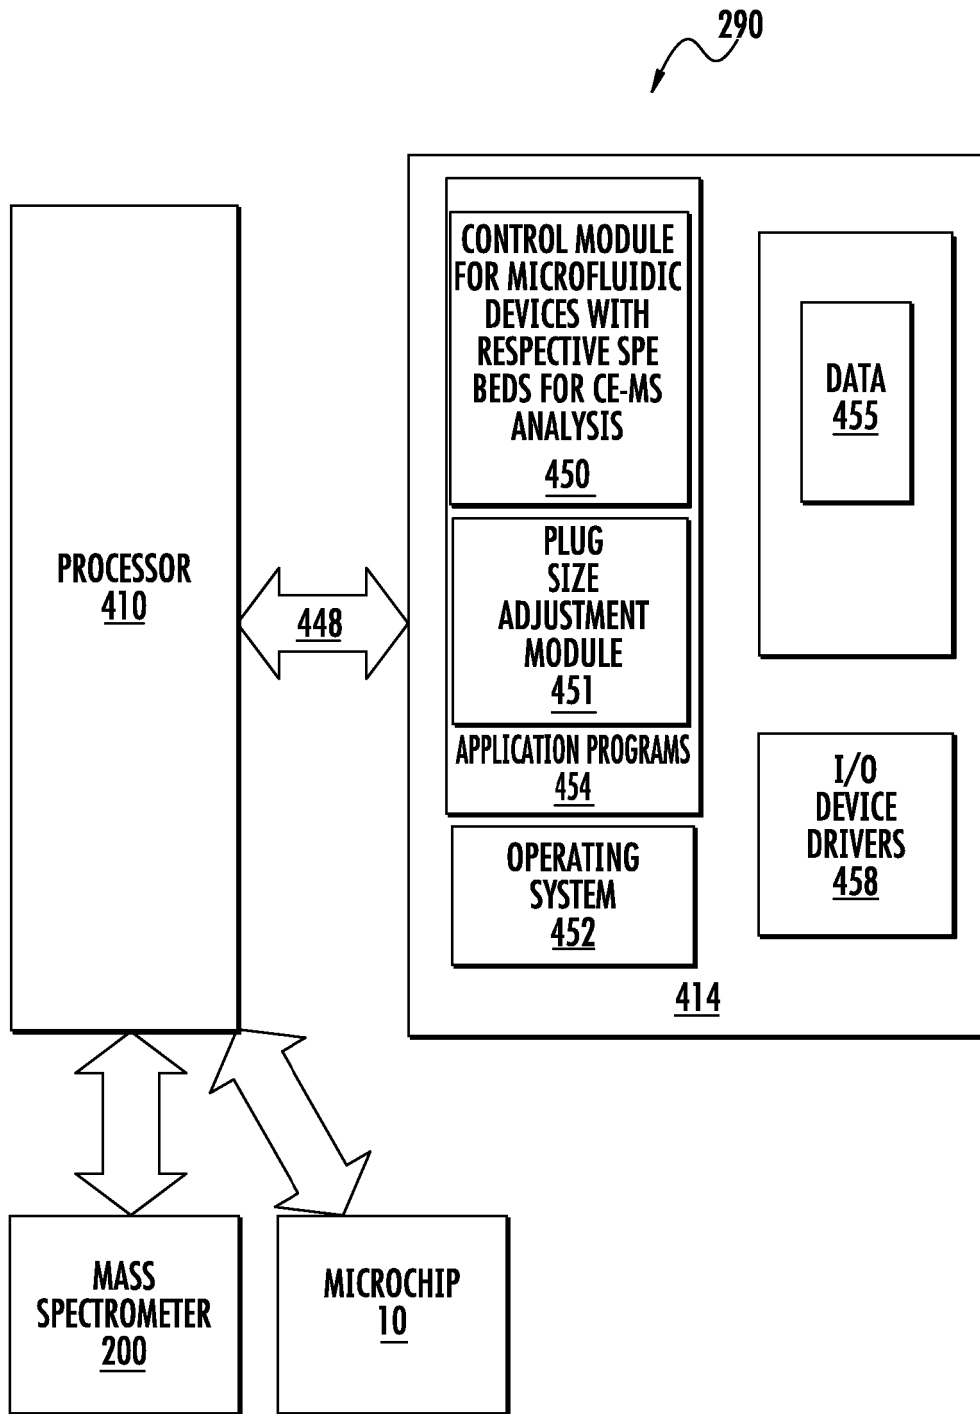 290
CONTROL MODULE
FOR MICROFLUIDIC
DEVICES WITH
RESPECTIVE SPE
BEDS FOR CE-MS
ANALYSIS
450
DATA
455
PLUG
SIZE
ADJUSTMENT
MODULE
451
PROCESSOR
410
448
APPLICATION PROGRAMS
454
I/O
DEVICE
DRIVERS
458
OPERATING
SYSTEM
452
414
MASS
SPECTROMETER
200
MICROCHIP
10